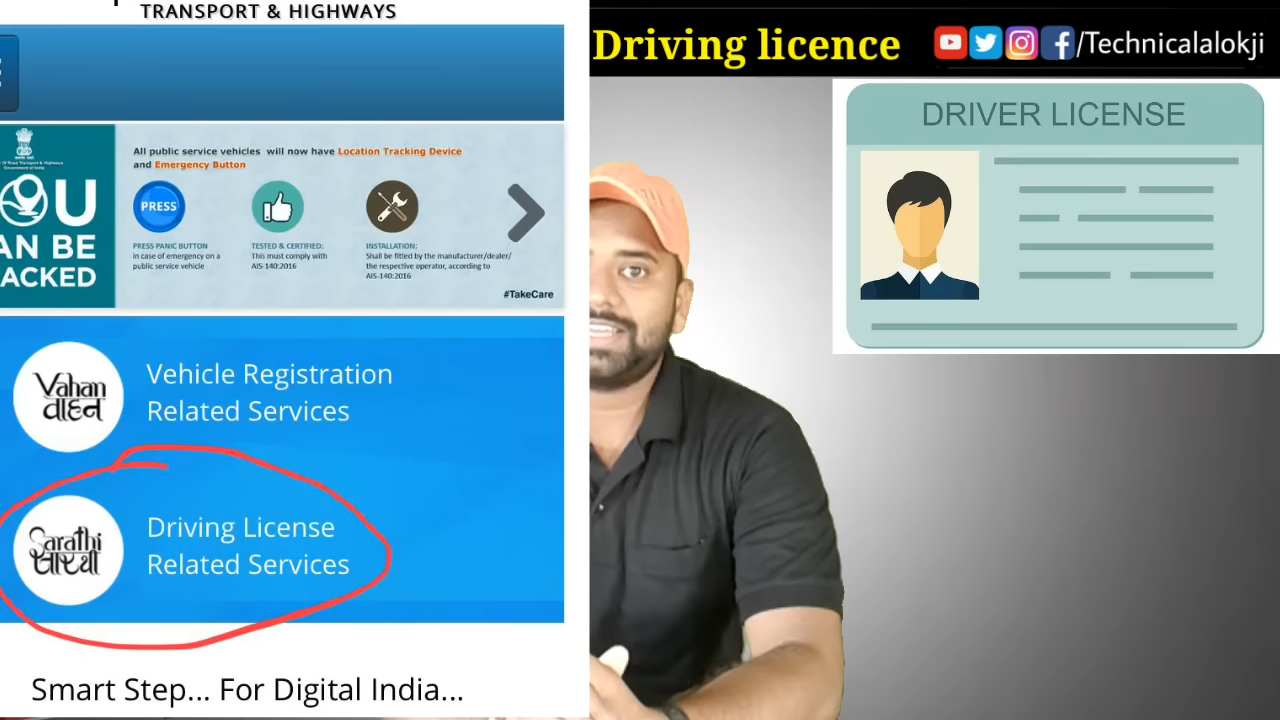 TRANSPORT & HIGHWAYS
Driving licence
/Technicalalokji
DRIVER LICENSE
All public service vehicles will now have Location Tracking Device
and Emergency Button
OU
AN BE
ACKED
PRESS
PRESS PANIC BUTTON
in case of emergency on a
public service vehicle
TESTED & CERTIFIED:
This must comply with
AIS-140:2016
INSTALLATION:
Shall be fitted by the manufacturer/dealer/
the respective operator, according to
AIS-140:2016
#TakeCare
Vahan
वाहन
Vehicle Registration
Related Services
Sarathi
सारथी
Driving License
Related Services
Smart Step... For Digital India...